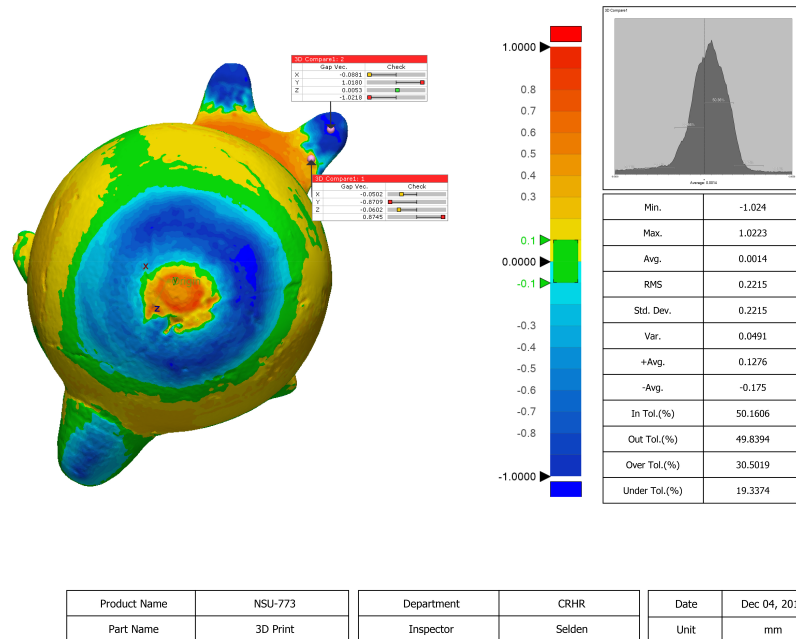 3D Compare1: 2
Gap Vec. Check
X -0.0881
Y 1.0180
Z 0.0053
-1.0218
3D Compare1: 1
Gap Vec. Check
X -0.0502
Y -0.8709
Z -0.0602
0.8745
X
Y
Z
1.0000
0.8
0.7
0.6
0.5
0.4
0.3
0.1
0.0000
-0.1
-0.3
-0.4
-0.5
-0.6
-0.7
-0.8
-1.0000
3D Compare1
Average: 0.0014
Min. -1.024
Max. 1.0223
Avg. 0.0014
RMS 0.2215
Std. Dev. 0.2215
Var. 0.0491
+Avg. 0.1276
-Avg. -0.175
In Tol.(%) 50.1606
Out Tol.(%) 49.8394
Over Tol.(%) 30.5019
Under Tol.(%) 19.3374
Product Name NSU-773 Department CRHR Date Dec 04, 201
Part Name 3D Print Inspector Selden Unit mm